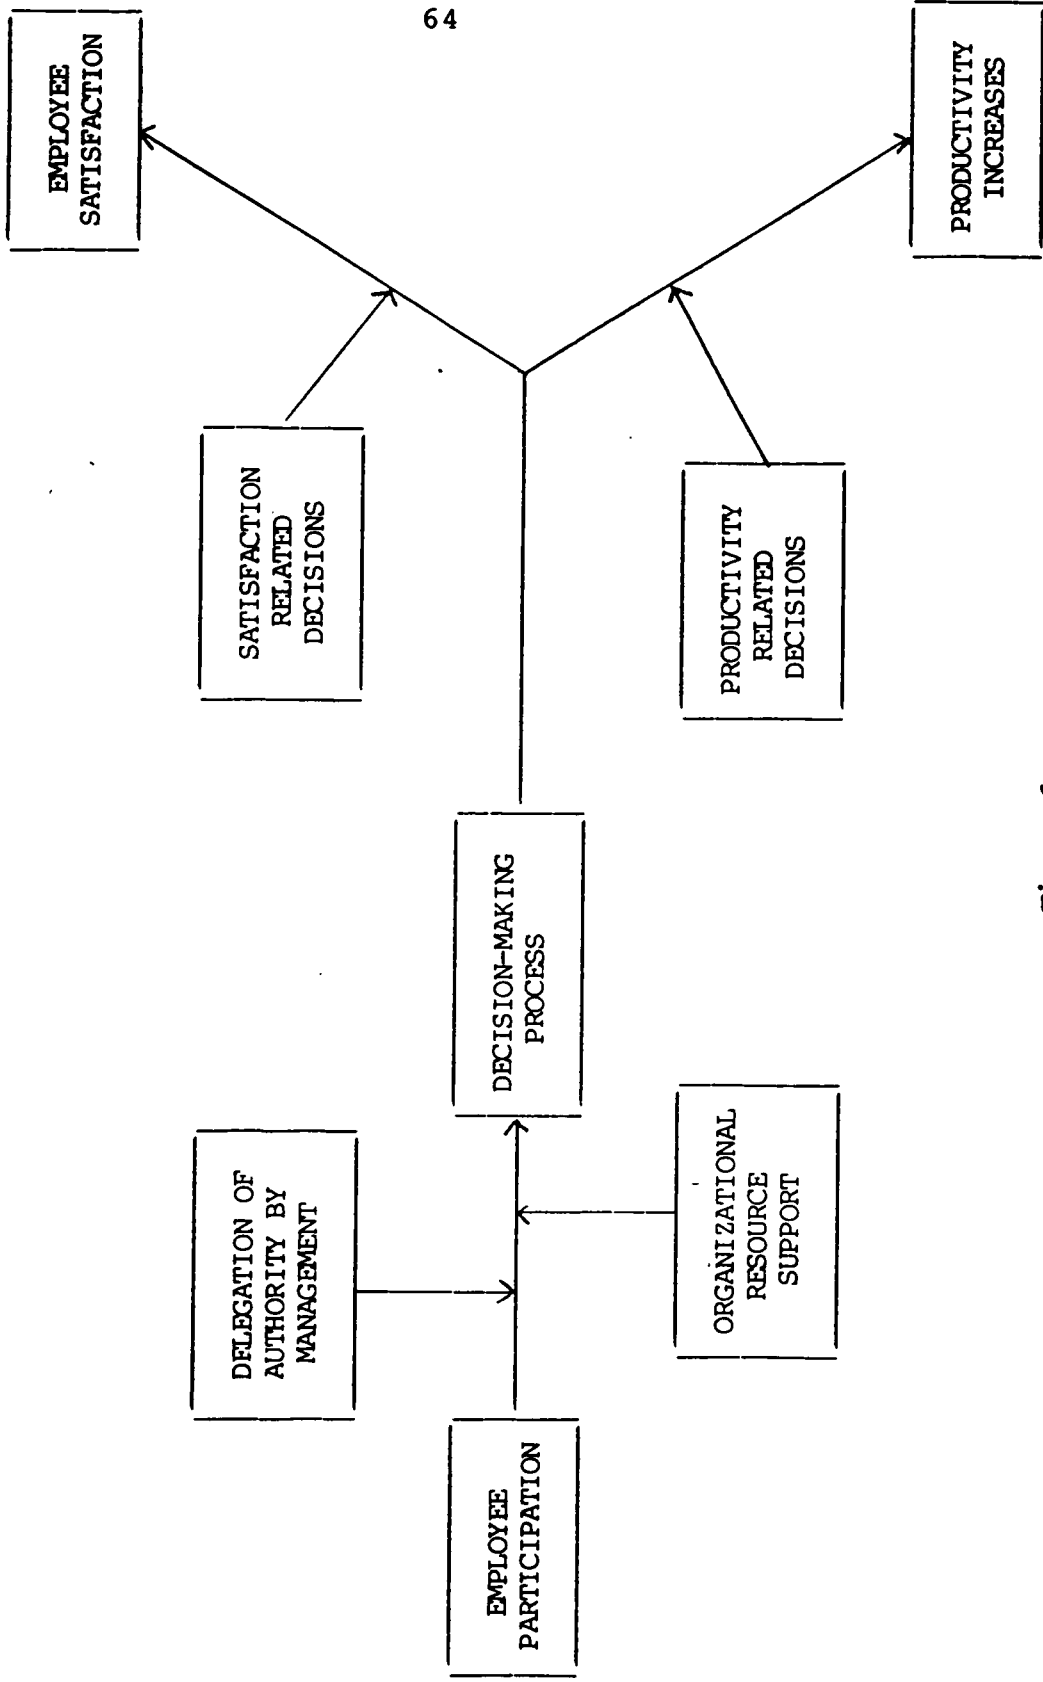 64
EMPLOYEE
PARTICIPATION
DELEGATION OF
AUTHORITY BY
MANAGEMENT
ORGANIZATIONAL
RESOURCE
SUPPORT
DECISION-MAKING
PROCESS
SATISFACTION
RELATED
DECISIONS
PRODUCTIVITY
RELATED
DECISIONS
EMPLOYEE
SATISFACTION
PRODUCTIVITY
INCREASES